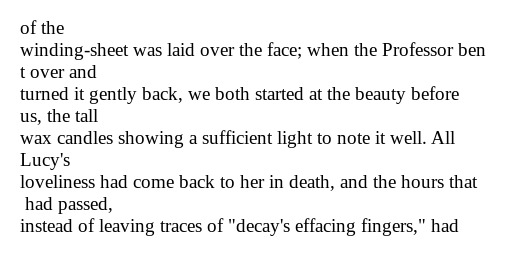 of the
winding-sheet was laid over the face; when the Professor ben
t over and
turned it gently back, we both started at the beauty before
us, the tall
wax candles showing a sufficient light to note it well. All
Lucy's
loveliness had come back to her in death, and the hours that
 had passed,
instead of leaving traces of "decay's effacing fingers," had